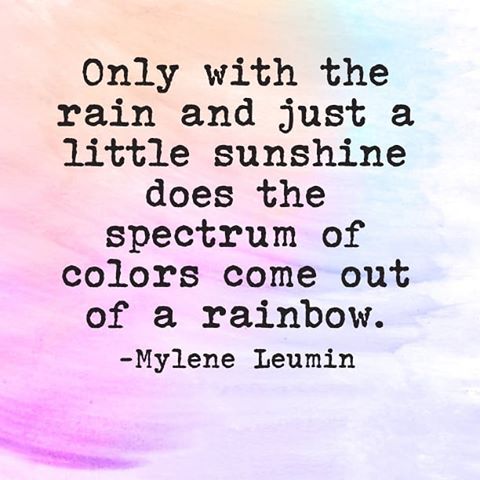 Only with the
rain and just a
little sunshine
does the
spectrum of
colors come out
of a rainbow.
-Mylene Leumin